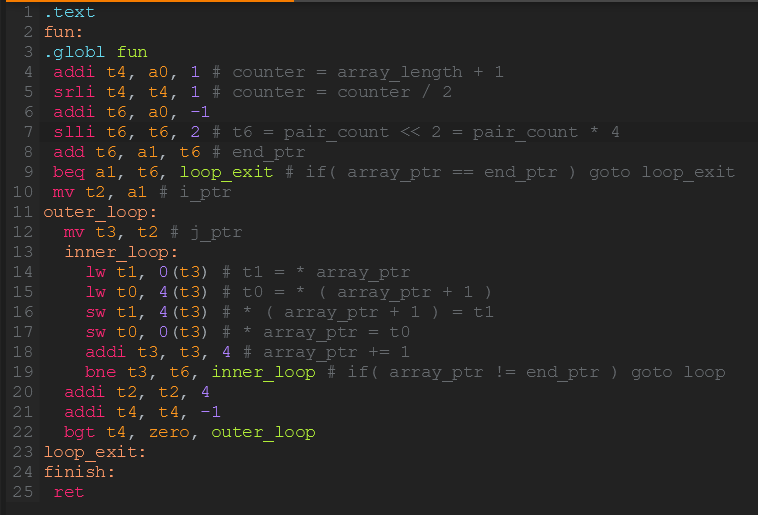 1 .text
2 fun:
3 .globl fun
4 addi t4, a0, 1 # counter = array_length + 1
5 srli t4, t4, 1 # counter = counter / 2
6 addi t6, a0, -1
7 slli t6, t6, 2 # t6 = pair_count << 2 = pair_count * 4
8 add t6, a1, t6 # end_ptr
9 beq a1, t6, loop_exit # if( array_ptr == end_ptr ) goto loop_exit
10 mv t2, a1 # i_ptr
11 outer_loop:
12 mv t3, t2 # j_ptr
13 inner_loop:
14 lw t1, 0(t3) # t1 = * array_ptr
15 lw t0, 4(t3) # t0 = * ( array_ptr + 1 )
16 sw t1, 4(t3) # * ( array_ptr + 1 ) = t1
17 sw t0, 0(t3) # * array_ptr = t0
18 addi t3, t3, 4 # array_ptr += 1
19 bne t3, t6, inner_loop # if( array_ptr != end_ptr ) goto loop
20 addi t2, t2, 4
21 addi t4, t4, -1
22 bgt t4, zero, outer_loop
23 loop_exit:
24 finish:
25 ret